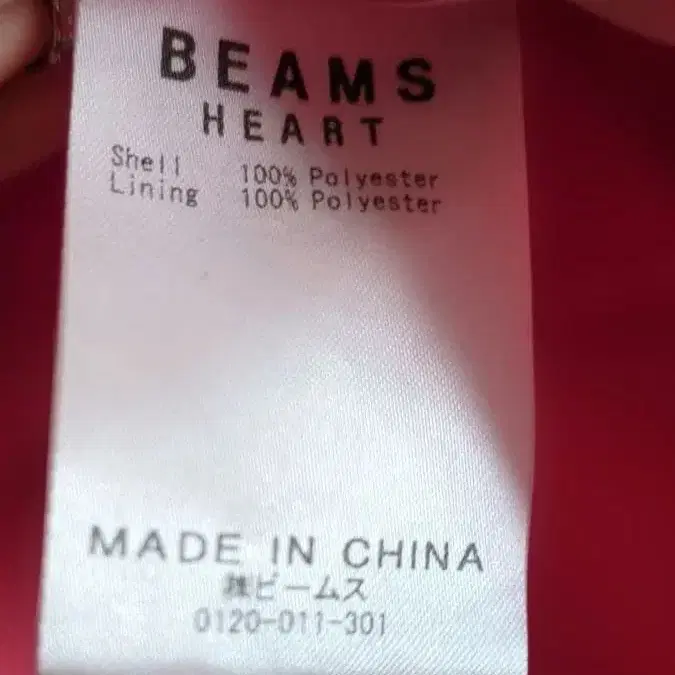 BEAMS
HEART
Shell 100% Polyester
Lining 100% Polyester
MADE IN CHINA
㈱ビームス
0120-011-301